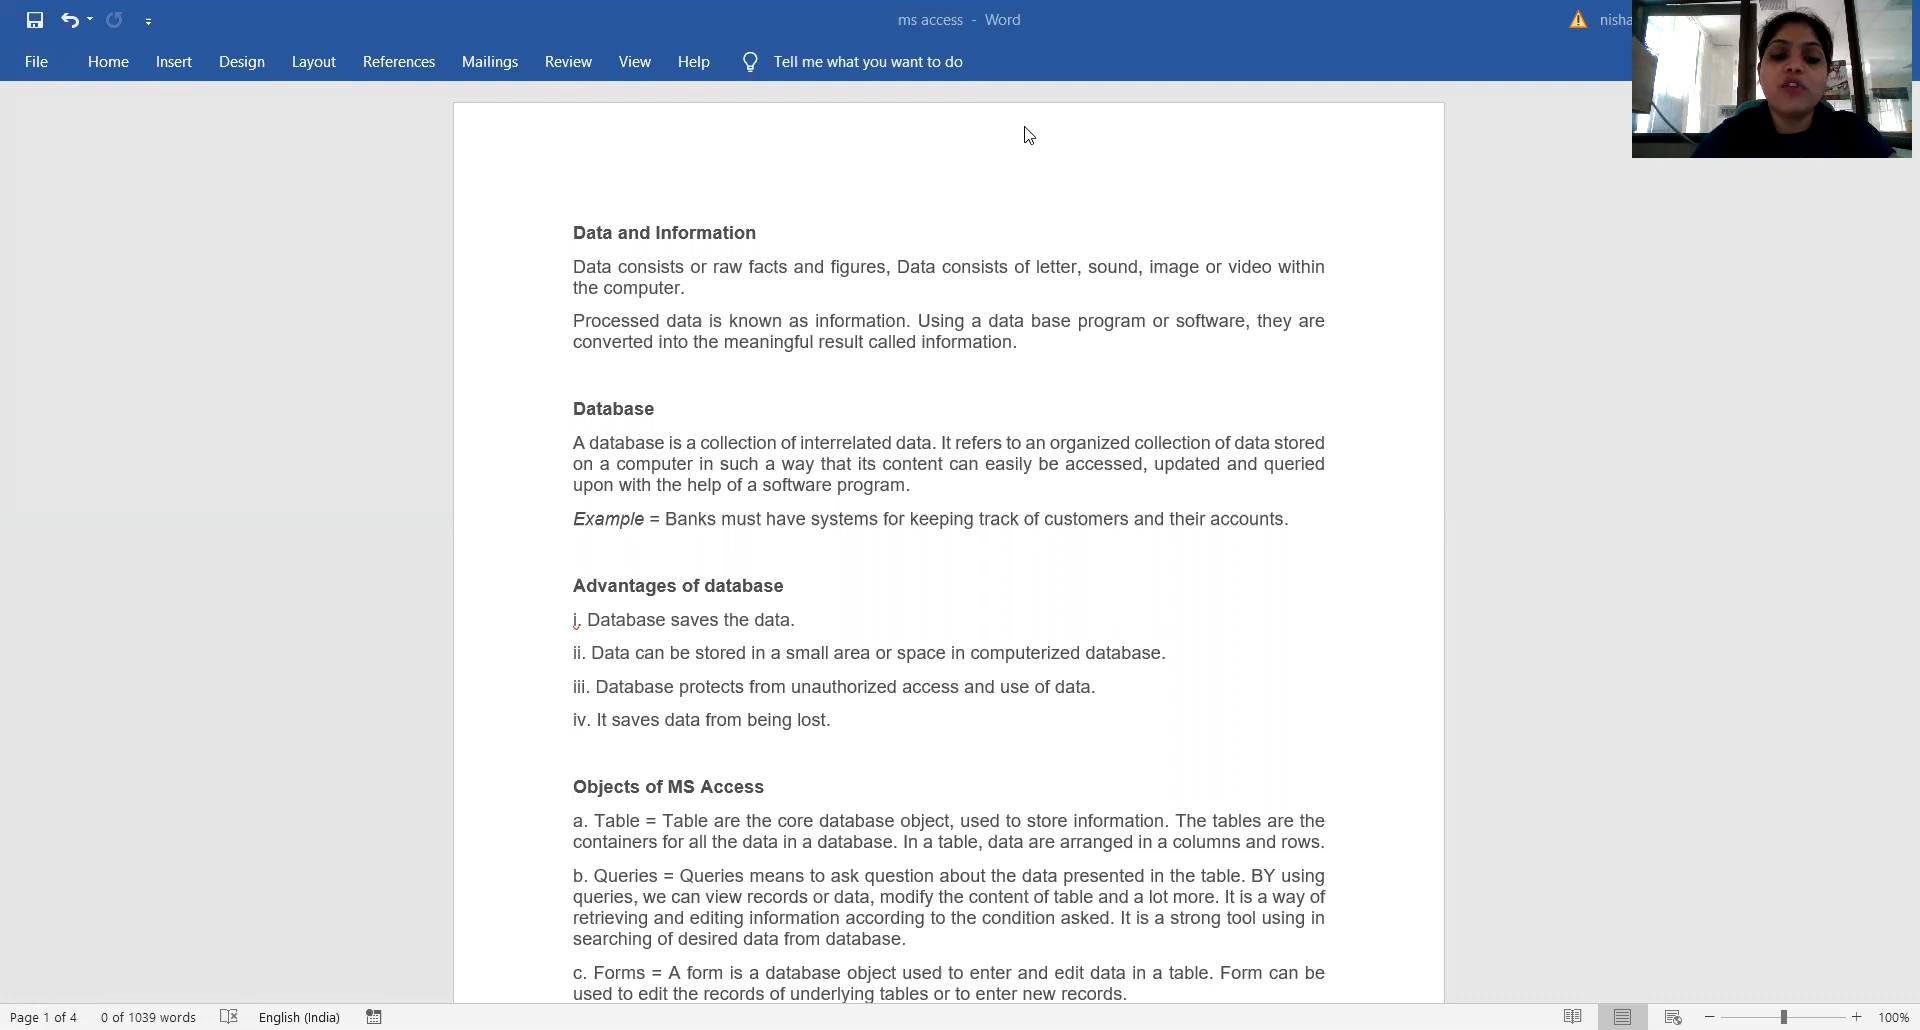 ms access - Word
nisha
File Home Insert Design Layout References Mailings Review View Help Tell me what you want to do
Data and Information
Data consists or raw facts and figures, Data consists of letter, sound, image or video within
the computer.
Processed data is known as information. Using a data base program or software, they are
converted into the meaningful result called information.
Database
A database is a collection of interrelated data. It refers to an organized collection of data stored
on a computer in such a way that its content can easily be accessed, updated and queried
upon with the help of a software program.
Example = Banks must have systems for keeping track of customers and their accounts.
Advantages of database
i. Database saves the data.
ii. Data can be stored in a small area or space in computerized database.
iii. Database protects from unauthorized access and use of data.
iv. It saves data from being lost.
Objects of MS Access
a. Table = Table are the core database object, used to store information. The tables are the
containers for all the data in a database. In a table, data are arranged in a columns and rows.
b. Queries = Queries means to ask question about the data presented in the table. BY using
queries, we can view records or data, modify the content of table and a lot more. It is a way of
retrieving and editing information according to the condition asked. It is a strong tool using in
searching of desired data from database.
c. Forms = A form is a database object used to enter and edit data in a table. Form can be
used to edit the records of underlying tables or to enter new records.
Page 1 of 4 0 of 1039 words English (India) 100%